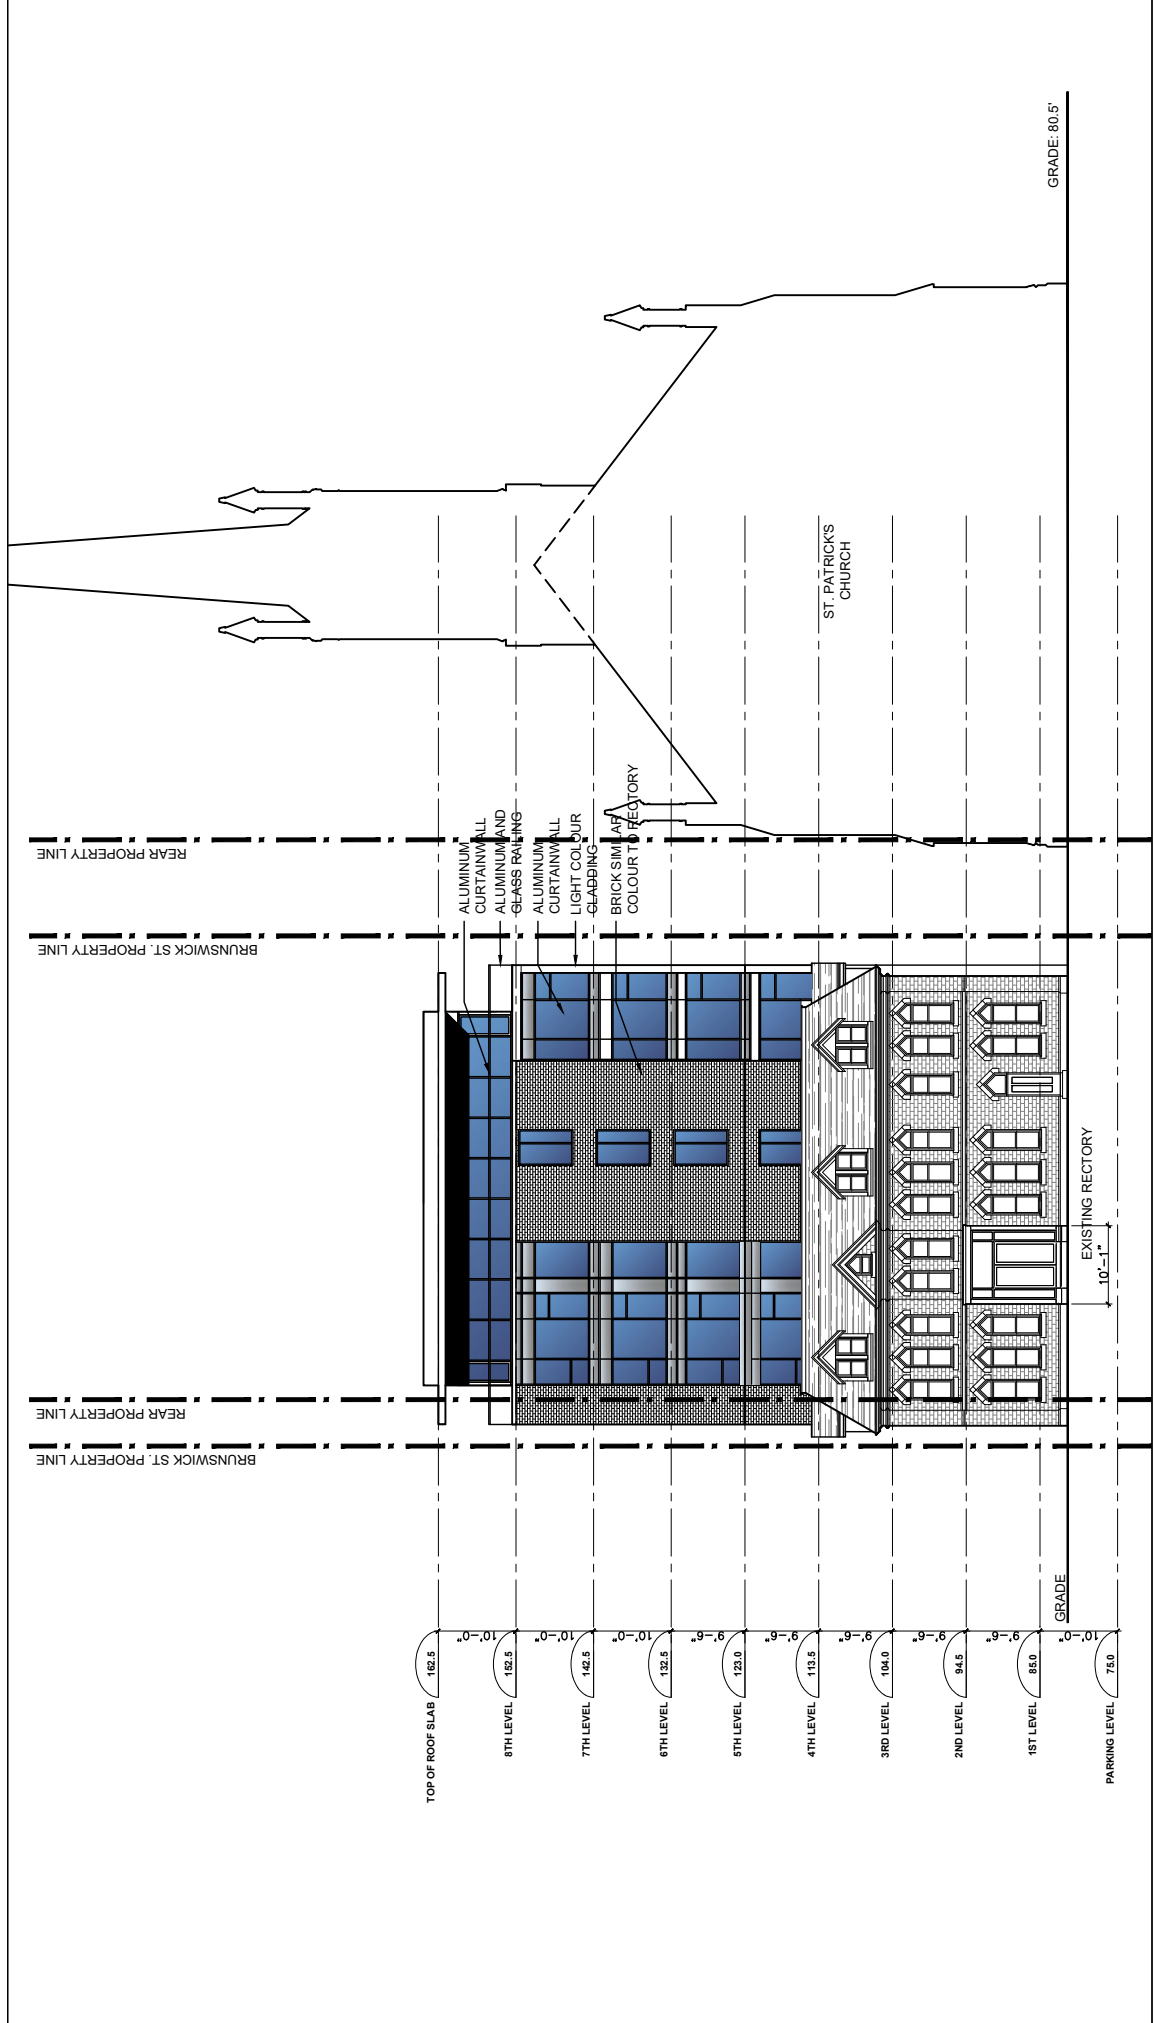 REAR PROPERTY LINE
BRUNSWICK ST. PROPERTY LINE
REAR PROPERTY LINE
BRUNSWICK ST. PROPERTY LINE
ALUMINUM
CURTAINWALL
ALUMINUM AND
GLASS RAILING
ALUMINUM
CURTAINWALL
LIGHT COLOUR
CLADDING
BRICK SIMILAR
COLOUR TO RECTORY
ST. PATRICK'S
CHURCH
GRADE: 80.5'
EXISTING RECTORY
10'-1"
GRADE
TOP OF ROOF SLAB 162.5
10'-0"
8TH LEVEL 152.5
10'-0"
7TH LEVEL 142.5
10'-0"
6TH LEVEL 132.5
9'-6"
5TH LEVEL 123.0
9'-6"
4TH LEVEL 113.5
9'-6"
3RD LEVEL 104.0
9'-6"
2ND LEVEL 94.5
9'-6"
1ST LEVEL 85.0
10'-0"
PARKING LEVEL 75.0